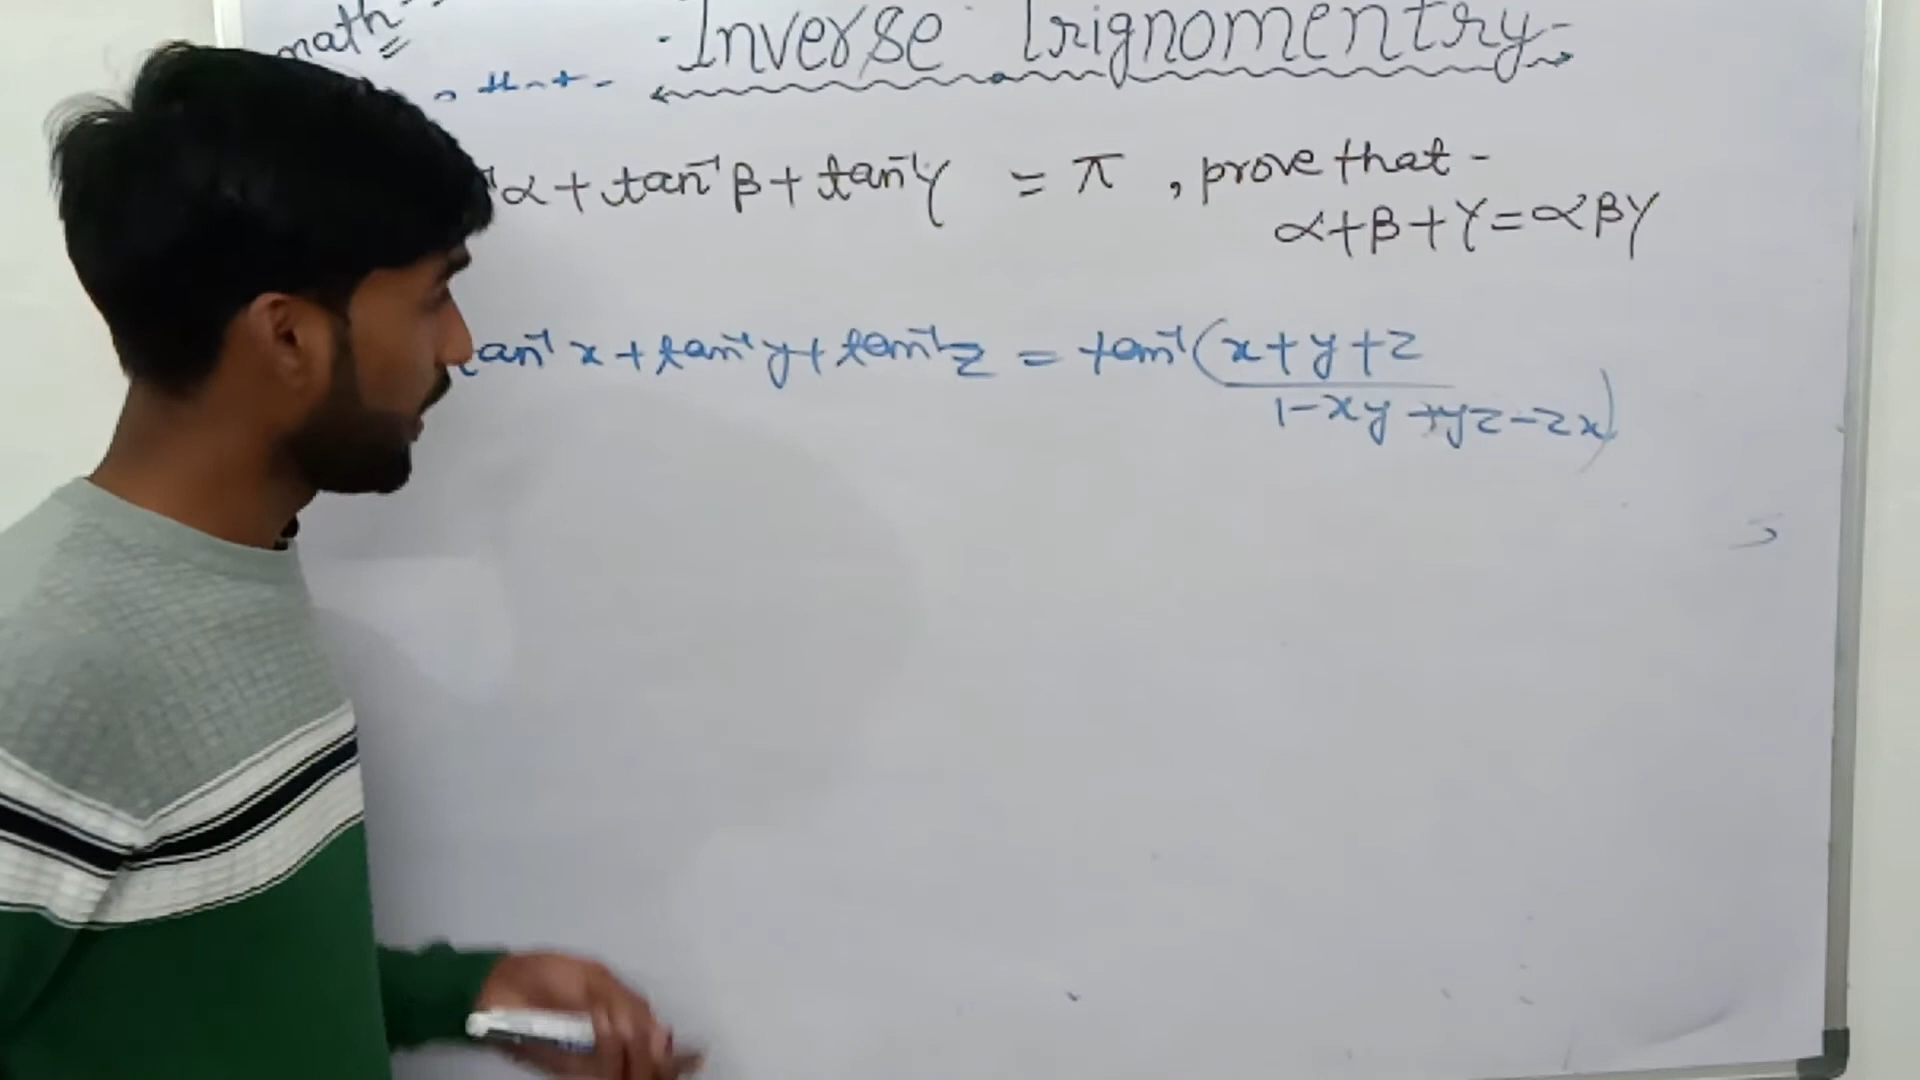 math
Inverse Trignomentry
α + tan⁻¹β + tan⁻¹γ = π , prove that -
α+β+γ=αβγ
tan⁻¹x + tan⁻¹y + tan⁻¹z = tan⁻¹(x+y+z
1-xy+yz-zx)